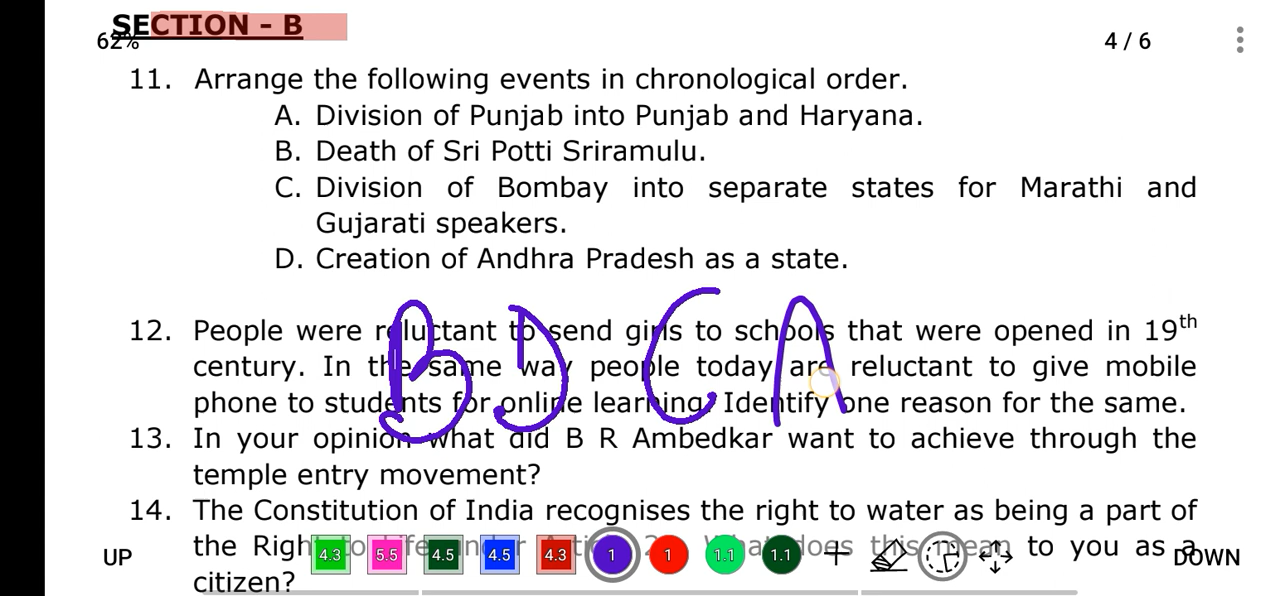 SECTION - B
62%
4 / 6
11. Arrange the following events in chronological order.
A. Division of Punjab into Punjab and Haryana.
B. Death of Sri Potti Sriramulu.
C. Division of Bombay into separate states for Marathi and
Gujarati speakers.
D. Creation of Andhra Pradesh as a state.
B D C A
12. People were reluctant to send girls to schools that were opened in 19th
century. In the same way people today are reluctant to give mobile
phone to students for online learning. Identify one reason for the same.
13. In your opinion what did B R Ambedkar want to achieve through the
temple entry movement?
14. The Constitution of India recognises the right to water as being a part of
the Right to life under Article 2 What does this mean to you as a
citizen?
UP 4.3 5.5 4.5 4.5 4.3 1 1 1.1 1.1 DOWN